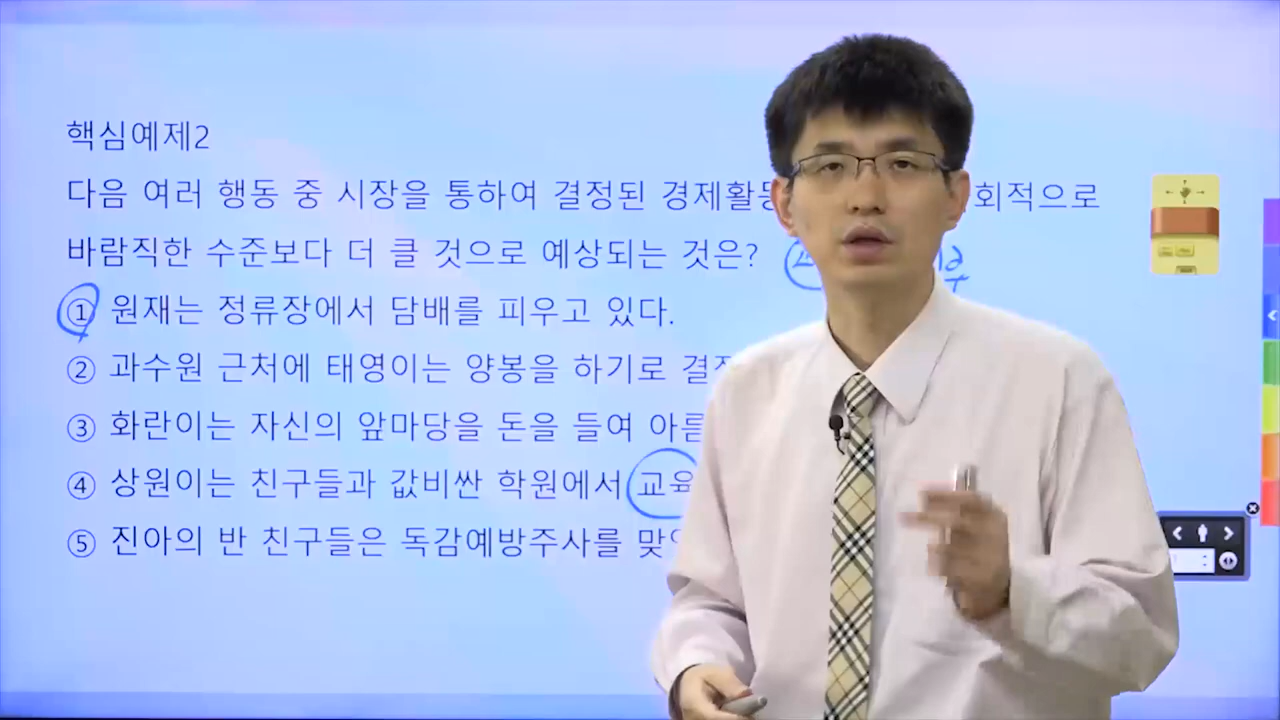 핵심예제2
다음 여러 행동 중 시장을 통하여 결정된 경제활동 회적으로
바람직한 수준보다 더 클 것으로 예상되는 것은?
① 원재는 정류장에서 담배를 피우고 있다.
② 과수원 근처에 태영이는 양봉을 하기로
③ 화란이는 자신의 앞마당을 돈을 들여
④ 상원이는 친구들과 값비싼 학원에서 교육
⑤ 진아의 반 친구들은 독감예방주사를